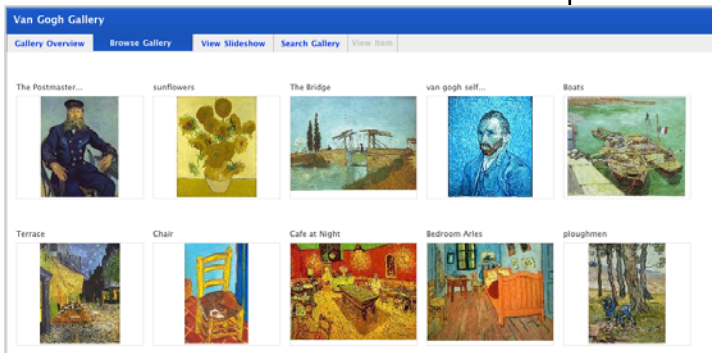 Van Gogh Gallery
Gallery Overview Browse Gallery View Slideshow Search Gallery View Item
The Postmaster... sunflowers The Bridge van gogh self... Boats
Terrace Chair Cafe at Night Bedroom Arles ploughmen